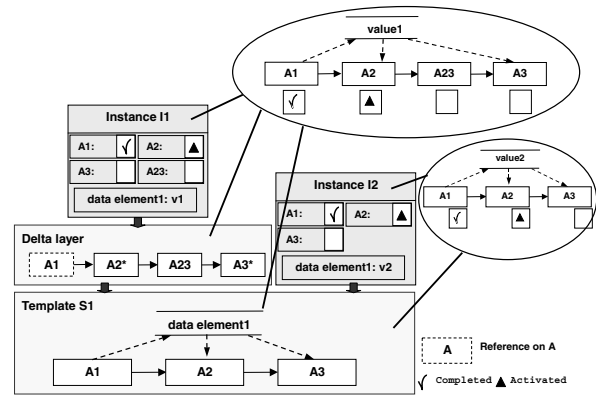 value1
A1 A2 A23 A3
Instance I1
A1: A2:
A3: A23:
data element1: v1
value2
A1 A2 A3
Instance I2
A1: A2:
A3:
data element1: v2
Delta layer
A1 A2* A23 A3*
Template S1
data element1
A1 A2 A3
A Reference on A
Completed Activated